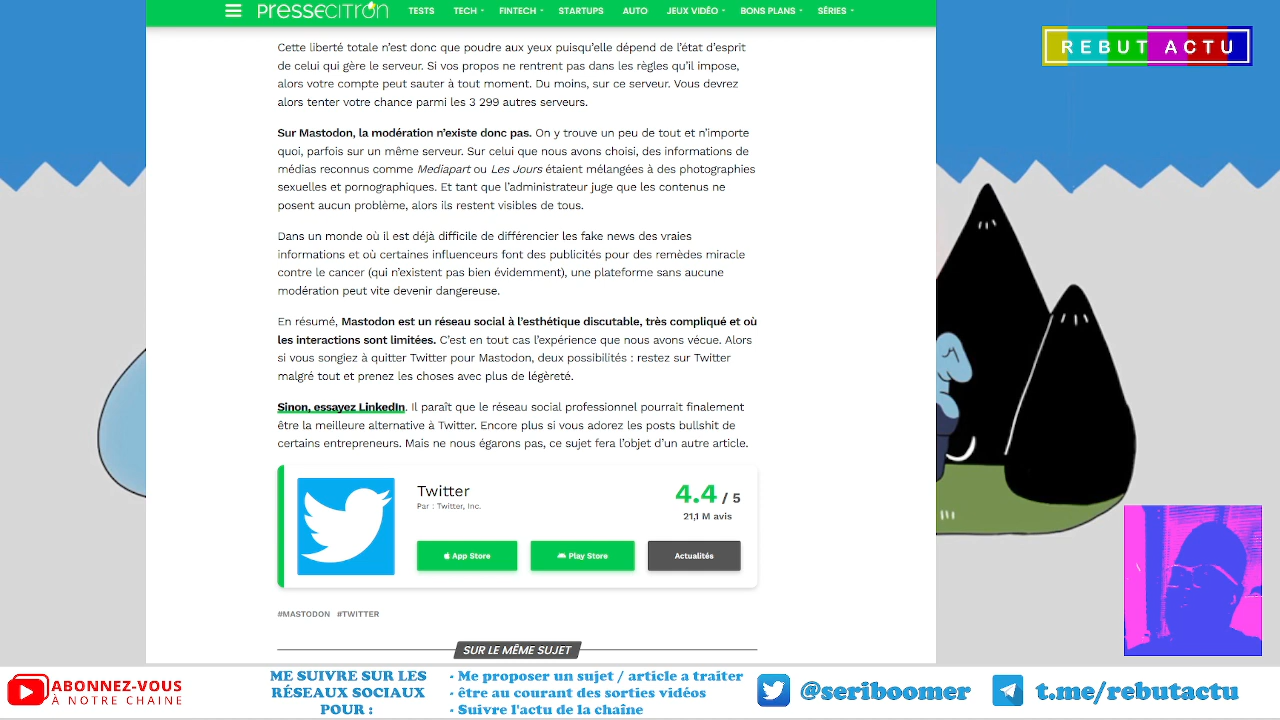 PRESSECITRON
TESTS TECH FINTECH STARTUPS AUTO JEUX VIDÉO BONS PLANS SÉRIES
REBUT ACTU
Cette liberté totale n'est donc que poudre aux yeux puisqu'elle dépend de l'état d'esprit
de celui qui gère le serveur. Si vos propos ne rentrent pas dans les règles qu'il impose,
alors votre compte peut sauter à tout moment. Du moins, sur ce serveur. Vous devrez
alors tenter votre chance parmi les 3 299 autres serveurs.
Sur Mastodon, la modération n'existe donc pas. On y trouve un peu de tout et n'importe
quoi, parfois sur un même serveur. Sur celui que nous avons choisi, des informations de
médias reconnus comme Mediapart ou Les Jours étaient mélangées à des photographies
sexuelles et pornographiques. Et tant que l'administrateur juge que les contenus ne
posent aucun problème, alors ils restent visibles de tous.
Dans un monde où il est déjà difficile de différencier les fake news des vraies
informations et où certaines influenceurs font des publicités pour des remèdes miracle
contre le cancer (qui n'existent pas bien évidemment), une plateforme sans aucune
modération peut vite devenir dangereuse.
En résumé, Mastodon est un réseau social à l'esthétique discutable, très compliqué et où
les interactions sont limitées. C'est en tout cas l'expérience que nous avons vécue. Alors
si vous songiez à quitter Twitter pour Mastodon, deux possibilités : restez sur Twitter
malgré tout et prenez les choses avec plus de légèreté.
Sinon, essayez LinkedIn. Il paraît que le réseau social professionnel pourrait finalement
être la meilleure alternative à Twitter. Encore plus si vous adorez les posts bullshit de
certains entrepreneurs. Mais ne nous égarons pas, ce sujet fera l'objet d'un autre article.
Twitter
Par : Twitter, Inc.
4.4 / 5
21,1 M avis
App Store
Play Store
Actualités
#MASTODON #TWITTER
SUR LE MÊME SUJET
ABONNEZ-VOUS
À NOTRE CHAINE
ME SUIVRE SUR LES
RÉSEAUX SOCIAUX
POUR :
- Me proposer un sujet / article a traiter
- être au courant des sorties vidéos
- Suivre l'actu de la chaîne
@seriboomer
t.me/rebutactu